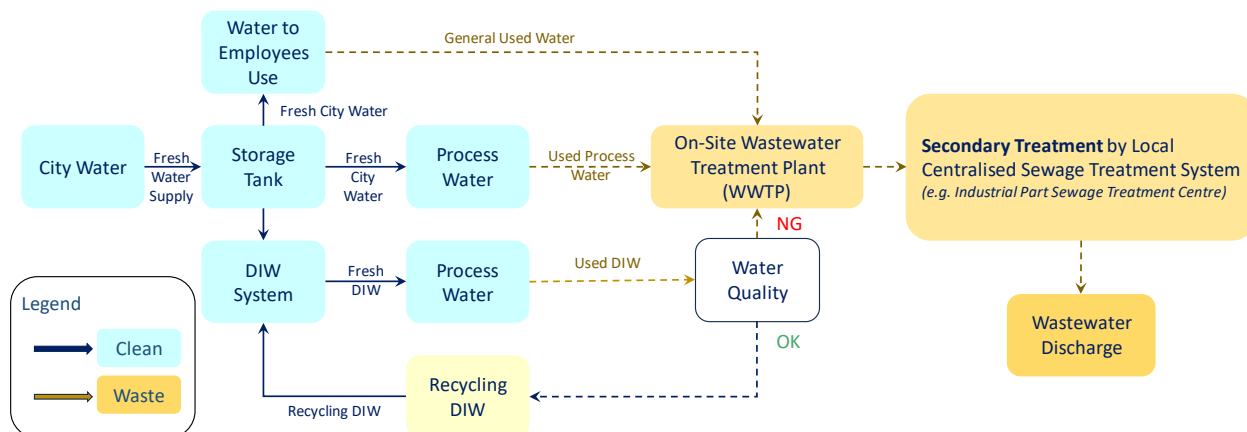 Water to
Employees
Use
General Used Water
Fresh City Water
City Water
Fresh
Water
Supply
Storage
Tank
Fresh
City
Water
Process
Water
Used Process
Water
On-Site Wastewater
Treatment Plant
(WWTP)
Secondary Treatment by Local
Centralised Sewage Treatment System
(e.g. Industrial Part Sewage Treatment Centre)
NG
DIW
System
Fresh
DIW
Process
Water
Used DIW
Water
Quality
OK
Wastewater
Discharge
Recycling DIW
Recycling
DIW
Legend
Clean
Waste